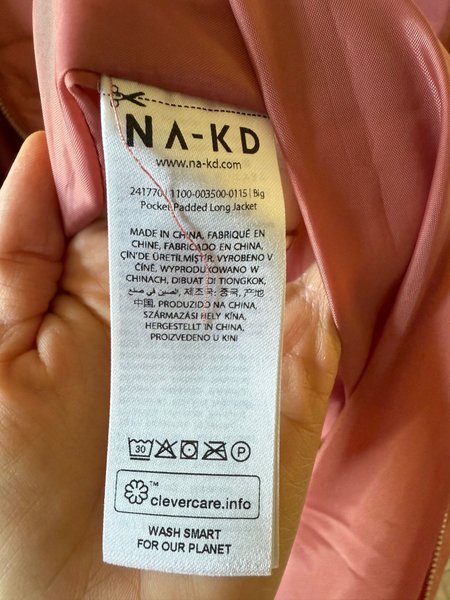 NA-KD
www.na-kd.com
241770 | 1100-003500-0115 | Big
Pocket Padded Long Jacket
MADE IN CHINA, FABRIQUÉ EN
CHINE, FABRICADO EN CHINA,
ÇIN'DE ÜRETILMIŞTIR, VYROBENO V
ČÍNĚ, WYPRODUKOWANO W
CHINACH, DIBUAT DI TIONGKOK,
الصين في صنع, 제조국: 중국, 产地
中国, PRODUZIDO NA CHINA,
SZÁRMAZÁSI HELY KÍNA,
HERGESTELLT IN CHINA,
PROIZVEDENO U KINI
30 P
™
clevercare.info
WASH SMART
FOR OUR PLANET